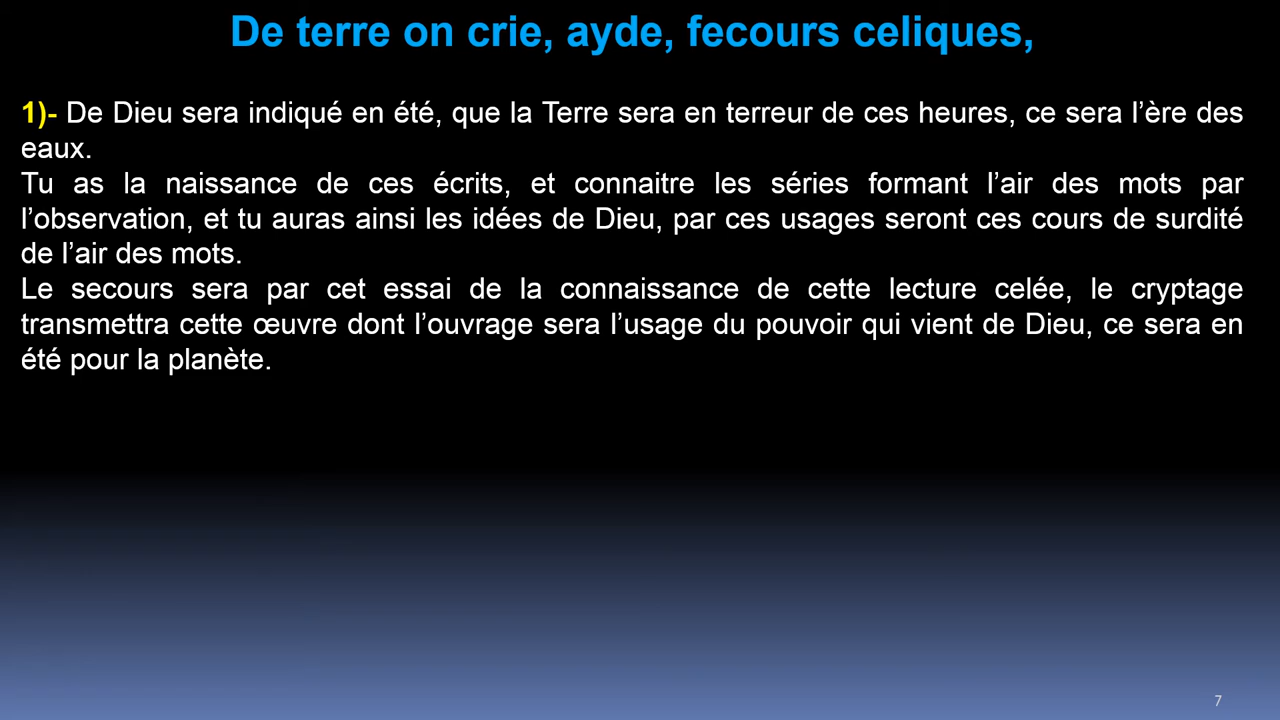 De terre on crie, ayde, fecours celiques,
1)- De Dieu sera indiqué en été, que la Terre sera en terreur de ces heures, ce sera l’ère des
eaux.
Tu as la naissance de ces écrits, et connaitre les séries formant l’air des mots par
l’observation, et tu auras ainsi les idées de Dieu, par ces usages seront ces cours de surdité
de l’air des mots.
Le secours sera par cet essai de la connaissance de cette lecture celée, le cryptage
transmettra cette œuvre dont l’ouvrage sera l’usage du pouvoir qui vient de Dieu, ce sera en
été pour la planète.
7